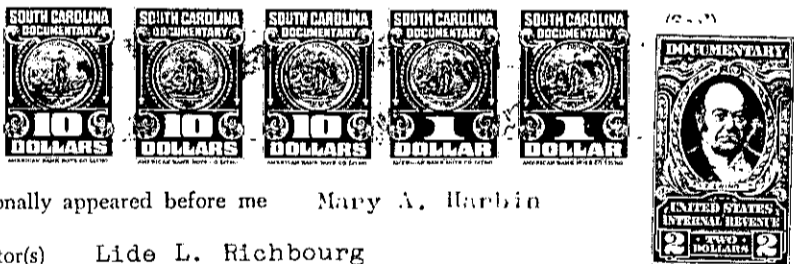 SOUTH CAROLINA DOCUMENTARY 10 DOLLARS
SOUTH CAROLINA DOCUMENTARY 10 DOLLARS
SOUTH CAROLINA DOCUMENTARY 10 DOLLARS
SOUTH CAROLINA DOCUMENTARY 1 DOLLAR
SOUTH CAROLINA DOCUMENTARY 1 DOLLAR
DOCUMENTARY
UNITED STATES
INTERNAL REVENUE
2 TWO DOLLARS 2
onally appeared before me Mary A. Harbin
tor(s) Lide L. Richbourg